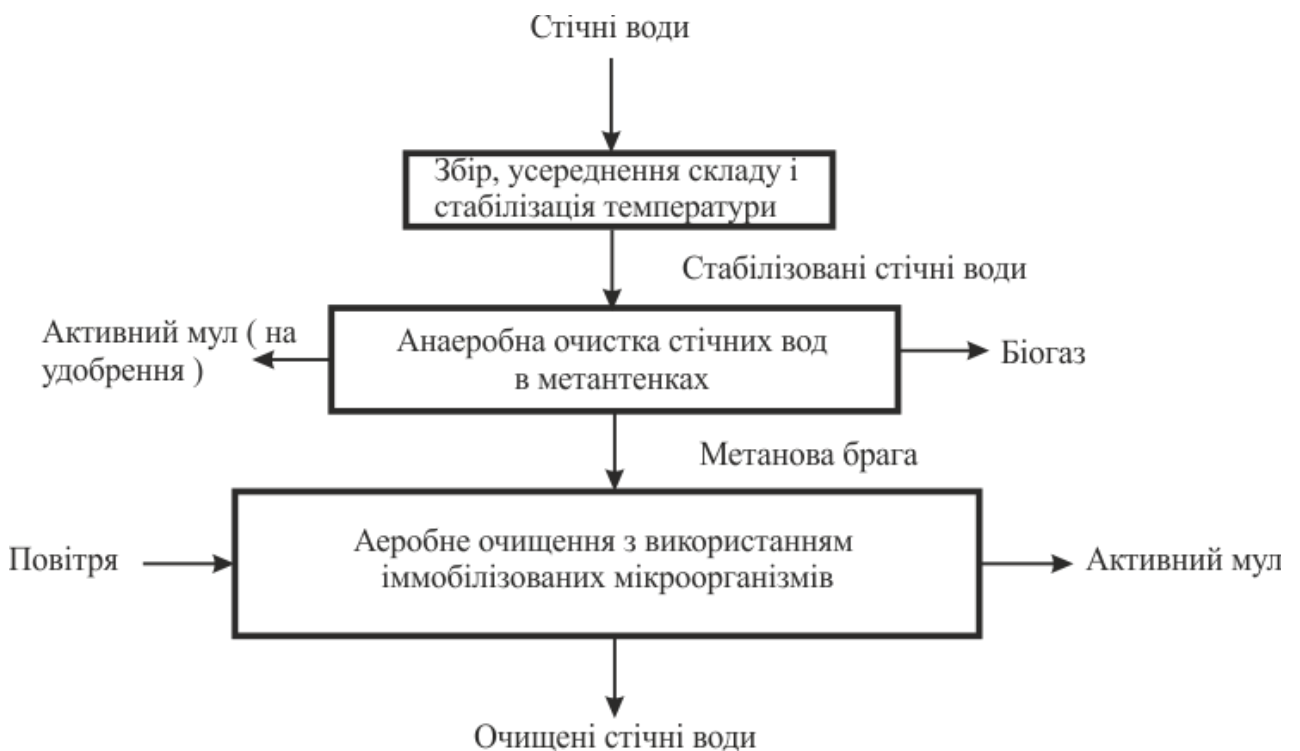 Стічні води
Збір, усереднення складу і
стабілізація температури
Стабілізовані стічні води
Активний мул ( на
удобрення )
Анаеробна очистка стічних вод
в метантенках
Біогаз
Метанова брага
Повітря
Аеробне очищення з використанням
іммобілізованих мікроорганізмів
Активний мул
Очищені стічні води